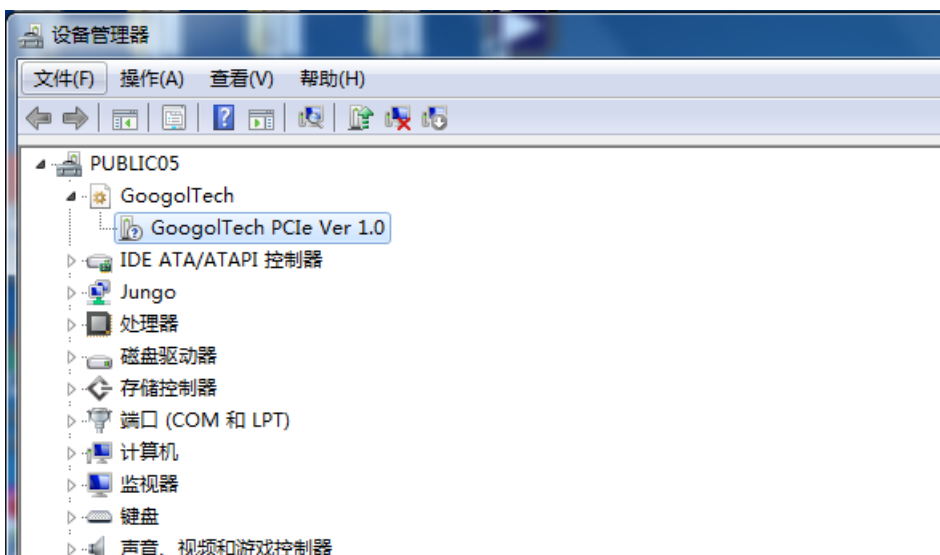 设备管理器
文件(F) 操作(A) 查看(V) 帮助(H)
PUBLIC05
GoogolTech
GoogolTech PCIe Ver 1.0
IDE ATA/ATAPI 控制器
Jungo
处理器
磁盘驱动器
存储控制器
端口 (COM 和 LPT)
计算机
监视器
键盘
声音、视频和游戏控制器